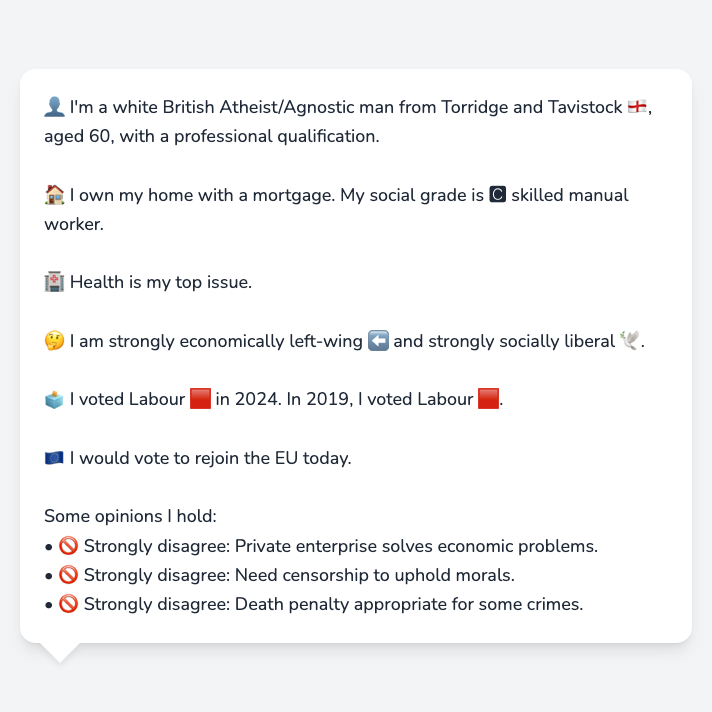 👤 I'm a white British Atheist/Agnostic man from Torridge and Tavistock 🏴󠁧󠁢󠁥󠁮󠁧󠁿,
aged 60, with a professional qualification.
🏠 I own my home with a mortgage. My social grade is 🅲 skilled manual
worker.
🏥 Health is my top issue.
🤔 I am strongly economically left-wing ⬅️ and strongly socially liberal 🕊️.
🗳️ I voted Labour 🟥 in 2024. In 2019, I voted Labour 🟥.
🇪🇺 I would vote to rejoin the EU today.
Some opinions I hold:
• 🚫 Strongly disagree: Private enterprise solves economic problems.
• 🚫 Strongly disagree: Need censorship to uphold morals.
• 🚫 Strongly disagree: Death penalty appropriate for some crimes.